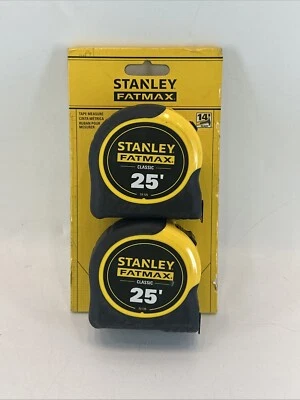 STANLEY
FATMAX
TAPE MEASURE
CINTA MÉTRICA
RUBAN POUR
MESURER
14'
STANLEY
FATMAX
CLASSIC
25'
STANLEY
FATMAX
CLASSIC
25'